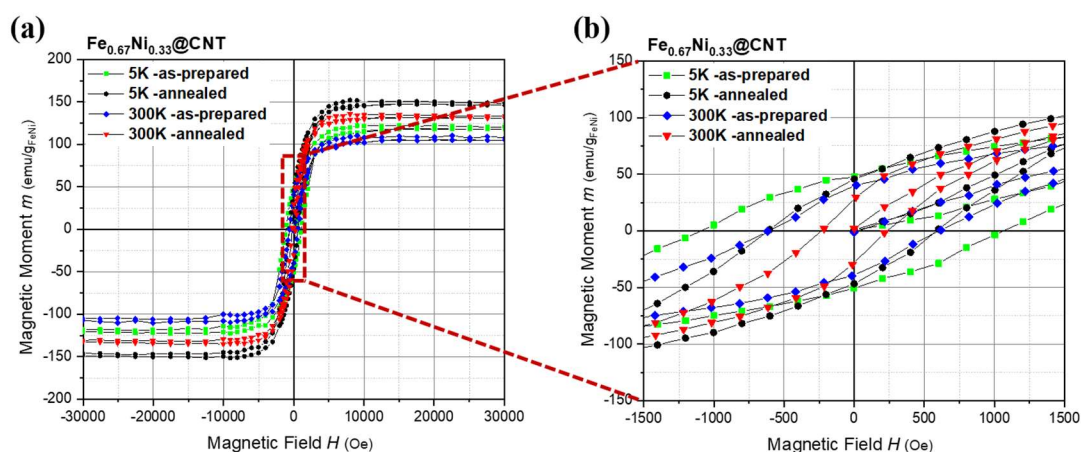 (a)
Fe0.67Ni0.33@CNT
5K -as-prepared
5K -annealed
300K -as-prepared
300K -annealed
Magnetic Moment m (emu/gFeNi)
200
150
100
50
0
-50
-100
-150
-200
-30000 -20000 -10000 0 10000 20000 30000
Magnetic Field H (Oe)
(b)
Fe0.67Ni0.33@CNT
5K -as-prepared
5K -annealed
300K -as-prepared
300K -annealed
Magnetic Moment m (emu/gFeNi)
150
100
50
0
-50
-100
-150
-1500 -1000 -500 0 500 1000 1500
Magnetic Field H (Oe)